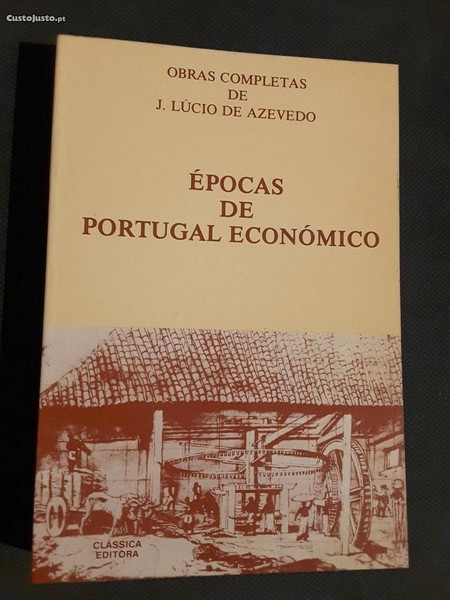 CustoJusto.pt
OBRAS COMPLETAS
DE
J. LÚCIO DE AZEVEDO
ÉPOCAS
DE
PORTUGAL ECONÓMICO
CLÁSSICA
EDITORA